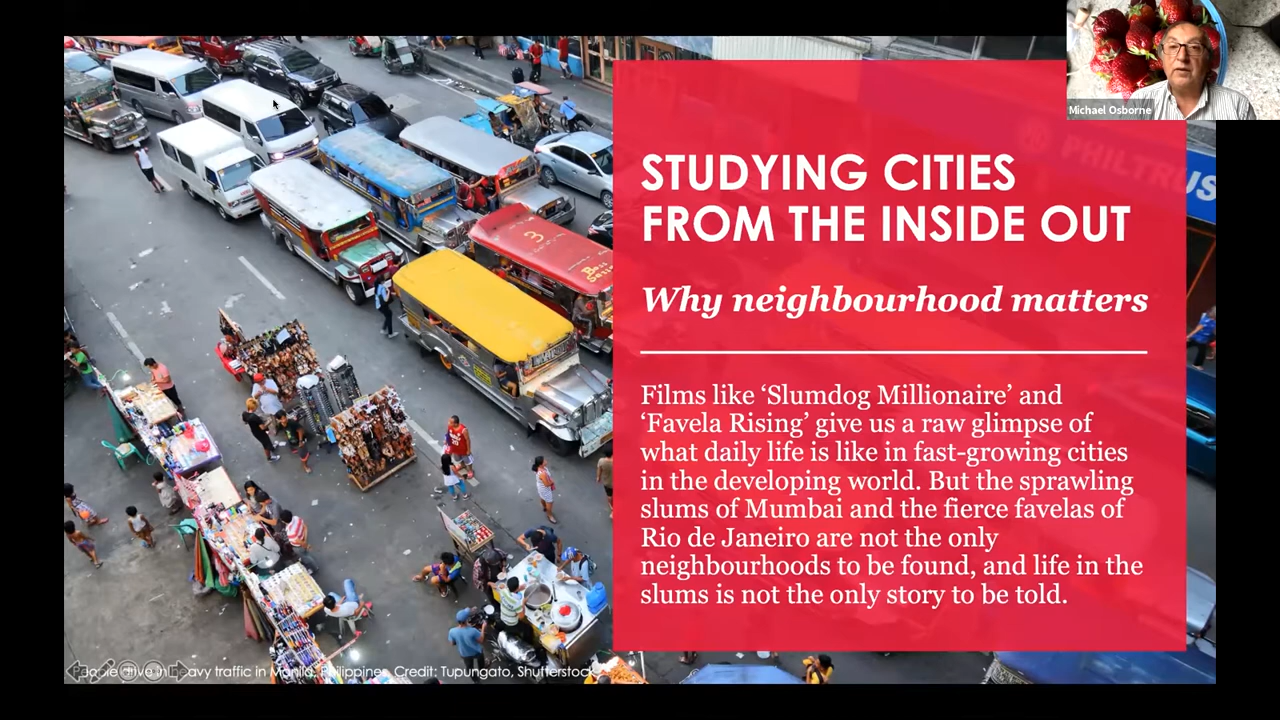 Michael Osborne
PHILTRUS
STUDYING CITIES
FROM THE INSIDE OUT
Why neighbourhood matters
Films like ‘Slumdog Millionaire’ and
‘Favela Rising’ give us a raw glimpse of
what daily life is like in fast-growing cities
in the developing world. But the sprawling
slums of Mumbai and the fierce favelas of
Rio de Janeiro are not the only
neighbourhoods to be found, and life in the
slums is not the only story to be told.
3
in heavy traffic in Manila, Philippines. Credit: Tupungato, Shutterstock